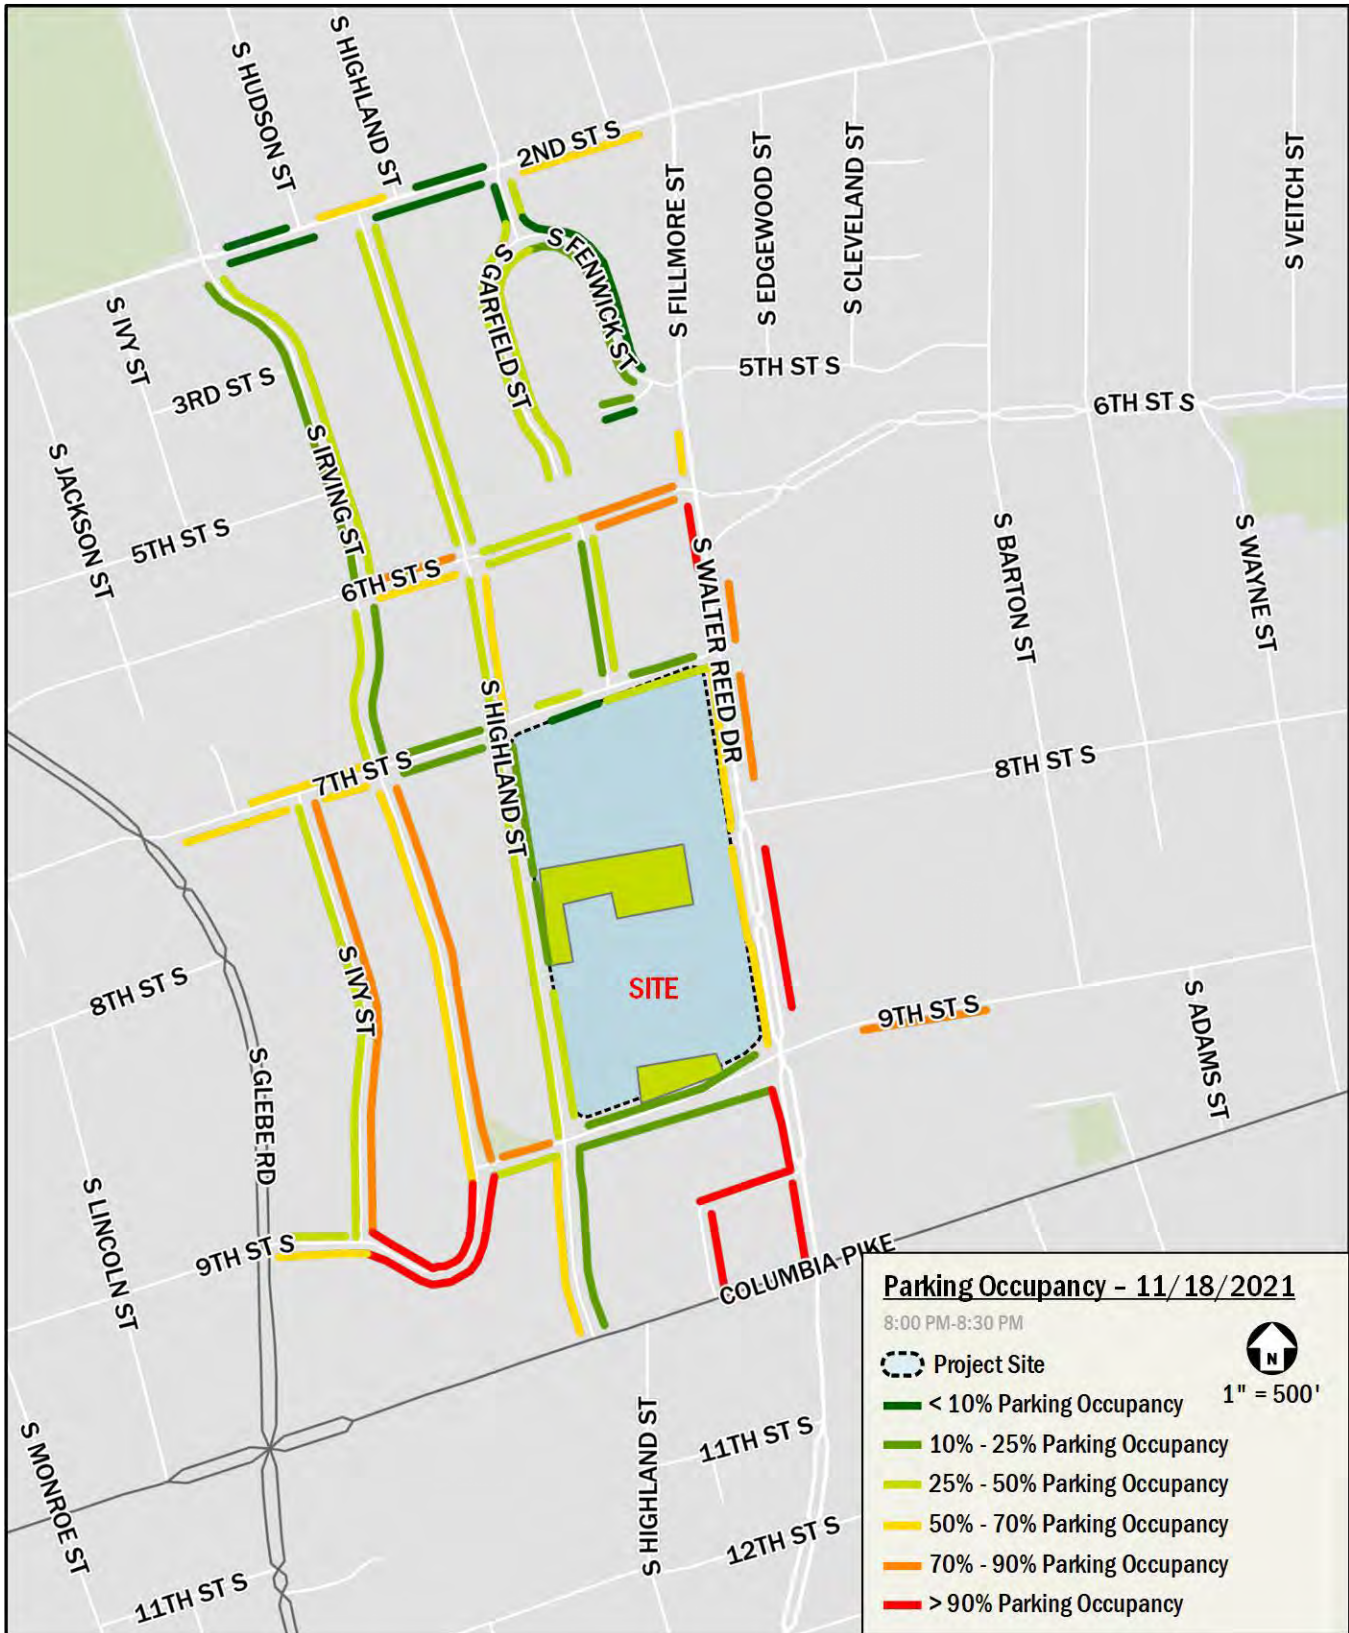 S HIGHLAND ST
S HUDSON ST
2ND ST S
S FILLMORE ST
S EDGEWOOD ST
S CLEVELAND ST
S VEITCH ST
S FENWICK ST
S GARFIELD ST
S IVY ST
3RD ST S
5TH ST S
6TH ST S
S IRVING ST
S JACKSON ST
5TH ST S
6TH ST S
S WALTER REED DR
S BARTON ST
S WAYNE ST
S HIGHLAND ST
7TH ST S
8TH ST S
SITE
S IVY ST
8TH ST S
9TH ST S
S ADAMS ST
S GLEBE RD
S LINCOLN ST
9TH ST S
COLUMBIA PIKE
S MONROE ST
S HIGHLAND ST
11TH ST S
12TH ST S
11TH ST S
Parking Occupancy – 11/18/2021
8:00 PM-8:30 PM
N
1" = 500'
Project Site
< 10% Parking Occupancy
10% - 25% Parking Occupancy
25% - 50% Parking Occupancy
50% - 70% Parking Occupancy
70% - 90% Parking Occupancy
> 90% Parking Occupancy